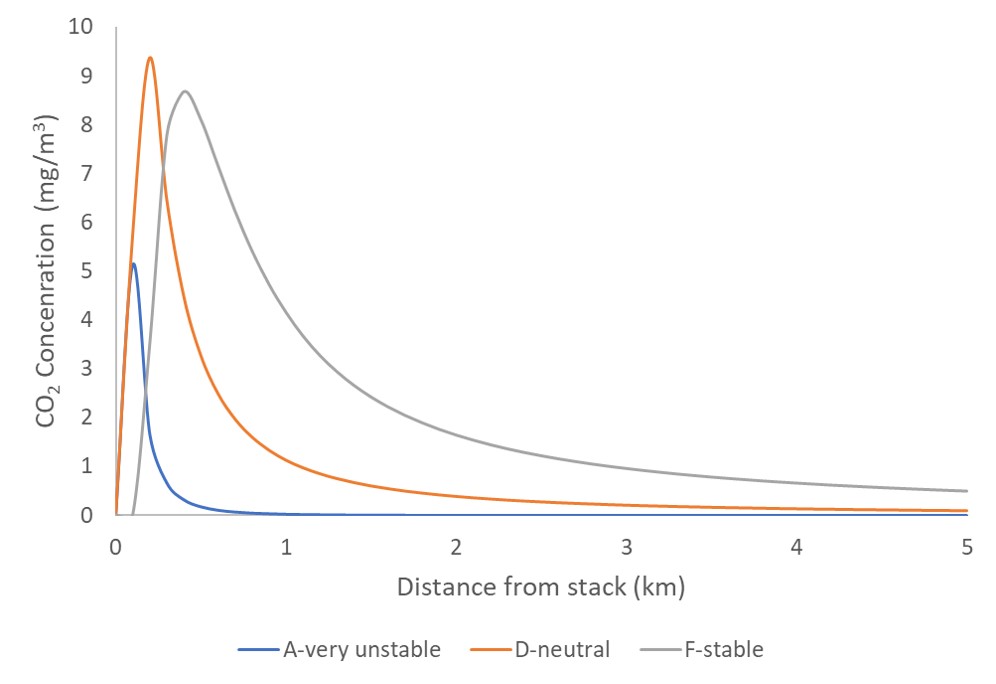 10
9
8
7
6
5
4
3
2
1
0
CO₂ Concenration (mg/m³)
0 1 2 3 4 5
Distance from stack (km)
A-very unstable D-neutral F-stable